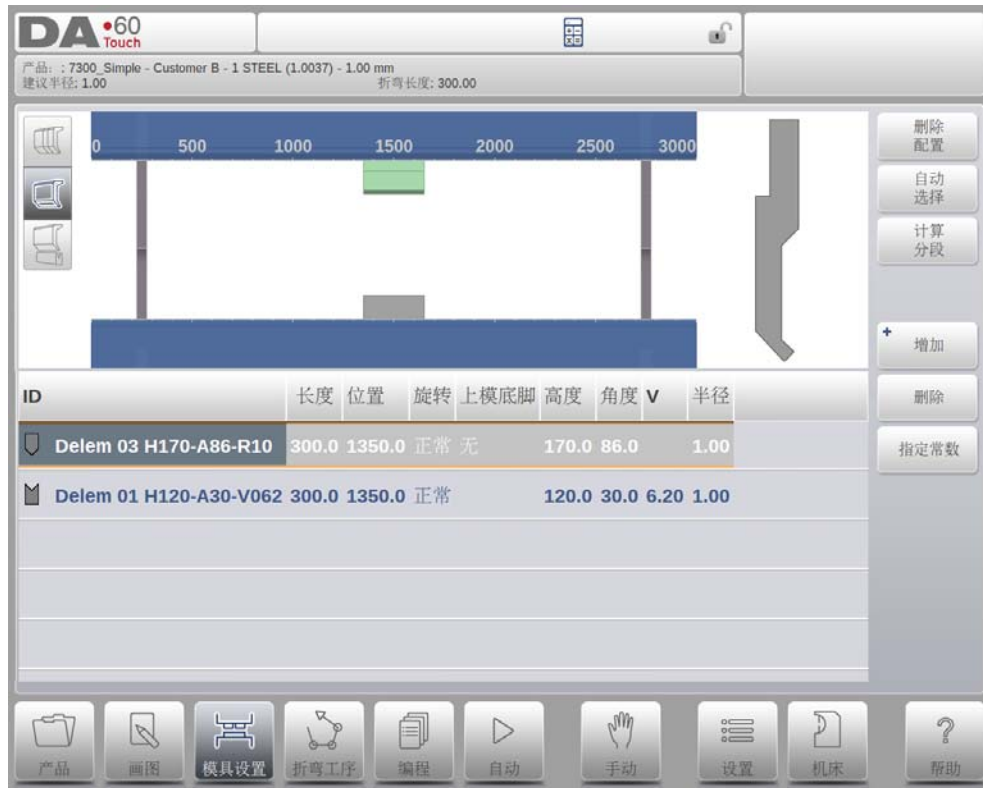 DA •60
Touch
产品: : 7300_Simple - Customer B - 1 STEEL (1.0037) - 1.00 mm
建议半径: 1.00 折弯长度: 300.00
0 500 1000 1500 2000 2500 3000
删除
配置
自动
选择
计算
分段
+ 增加
删除
指定常数
ID 长度 位置 旋转 上模底脚 高度 角度 V 半径
Delem 03 H170-A86-R10 300.0 1350.0 正常 无 170.0 86.0 1.00
Delem 01 H120-A30-V062 300.0 1350.0 正常 120.0 30.0 6.20 1.00
产品 画图 模具设置 折弯工序 编程 自动 手动 设置 机床 帮助